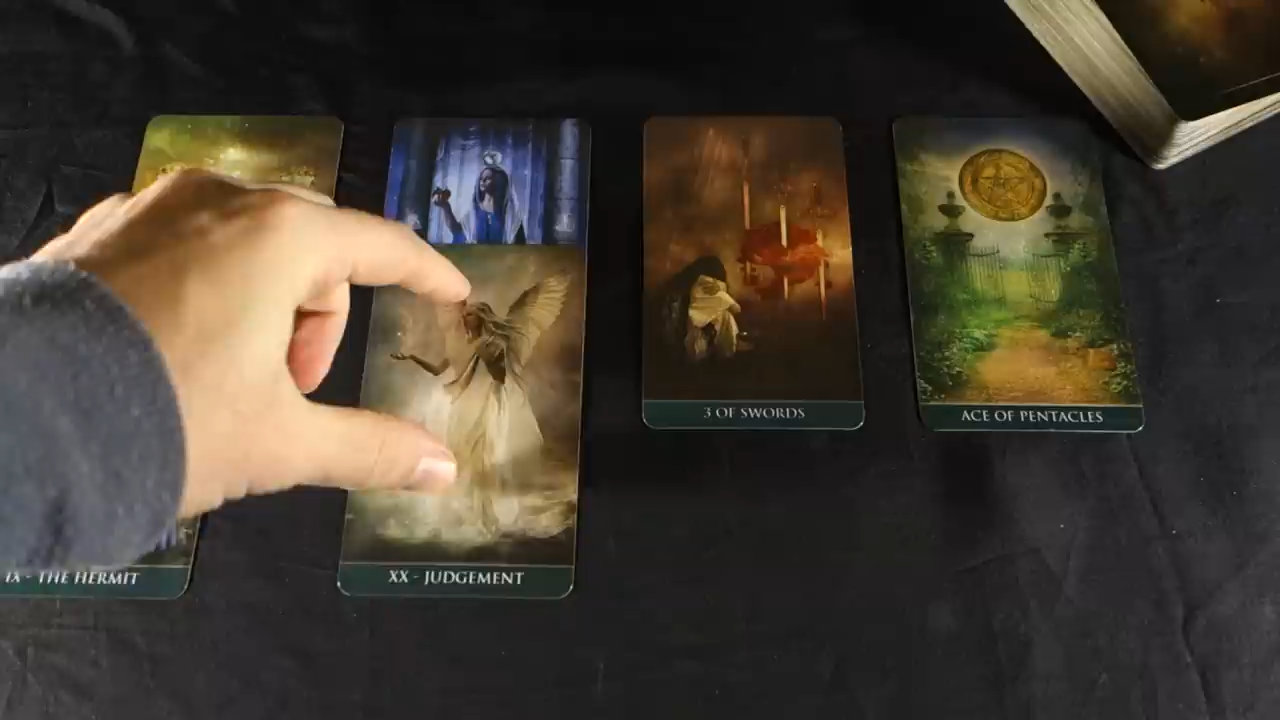 3 OF SWORDS
ACE OF PENTACLES
IX - THE HERMIT
XX - JUDGEMENT